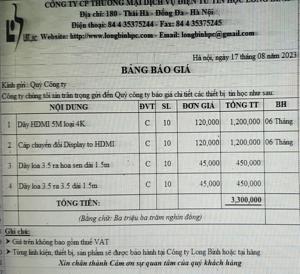 CÔNG TY CP THƯƠNG MẠI DỊCH VỤ ĐIỆN TỬ TIN HỌC LONG BÌNH
Địa chỉ: 180 - Thái Hà - Đống Đa - Hà Nội
Điện thoại: 84 4 35375244 - Fax: 84 4 35375245
Website: http://www.longbinhpc.com - Email: longbinhpc@gmail.com
Hà nội, ngày 17 tháng 08 năm 2023
BẢNG BÁO GIÁ
Kính gửi: Quý Công ty
Công ty chúng tôi xin trân trọng gửi đến Quý công ty báo giá chi tiết các thiết bị tin học như sau:
NỘI DUNG ĐVT SL ĐƠN GIÁ TỔNG TT BH
1 Dây HDMI 5M loại 4K C 10 120,000 1,200,000 06 Tháng
2 Cáp chuyển đổi Display to HDMI C 10 120,000 1,200,000 06 Tháng
3 Dây loa 3.5 ra hoa sen dài 1.5m C 10 45,000 450,000
4 Dây loa 3.5 ra 3.5 dài 1.5m C 10 45,000 450,000
TỔNG TIỀN: 3,300,000
(Bằng chữ: Ba triệu ba trăm nghìn đồng)
Ghi chú:
Giá trên không bao gồm thuế VAT
Từng linh kiện, thiết bị, sản phẩm sẽ được bảo hành tại Công ty Long Bình hoặc tại hãng
Xin chân thành Cảm ơn sự quan tâm của quý khách hàng